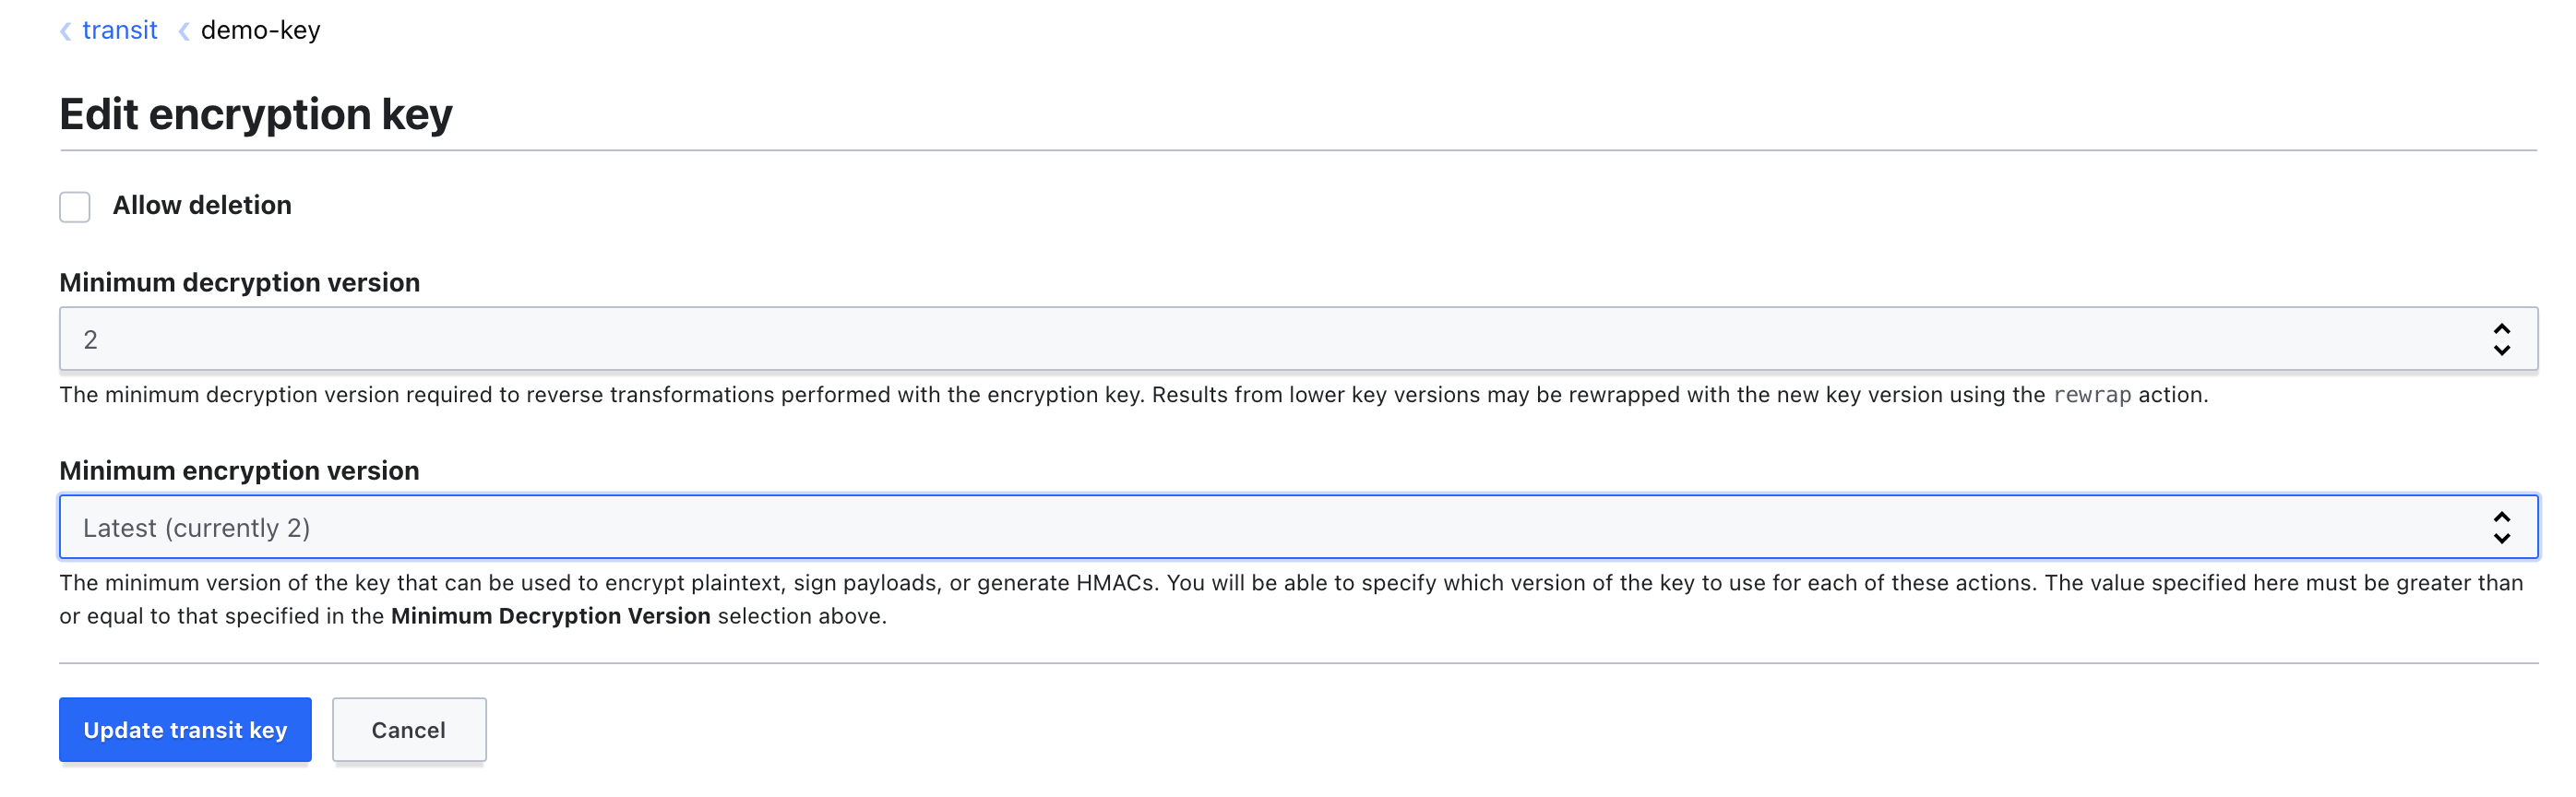 transit demo-key
Edit encryption key
Allow deletion
Minimum decryption version
2
The minimum decryption version required to reverse transformations performed with the encryption key. Results from lower key versions may be rewrapped with the new key version using the rewrap action.
Minimum encryption version
Latest (currently 2)
The minimum version of the key that can be used to encrypt plaintext, sign payloads, or generate HMACs. You will be able to specify which version of the key to use for each of these actions. The value specified here must be greater than
or equal to that specified in the Minimum Decryption Version selection above.
Update transit key Cancel